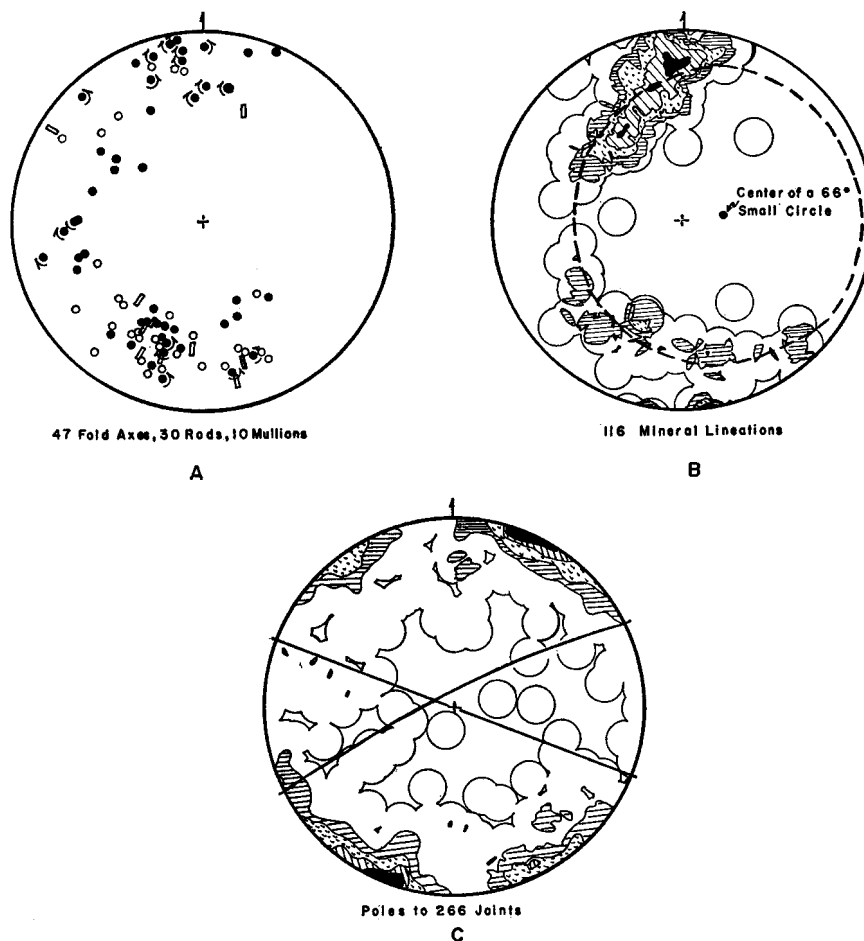 Center of a 66°
Small Circle
47 Fold Axes, 30 Rods, 10 Mullions
A
116 Mineral Lineations
B
Poles to 266 Joints
C